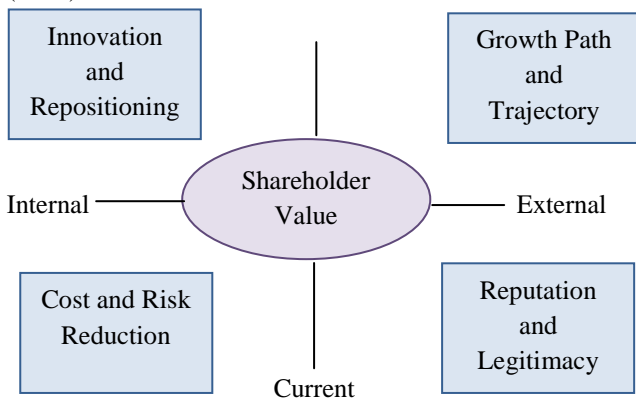 Innovation
and
Repositioning
Growth Path
and
Trajectory
Shareholder
Value
Internal
External
Cost and Risk
Reduction
Reputation
and
Legitimacy
Current